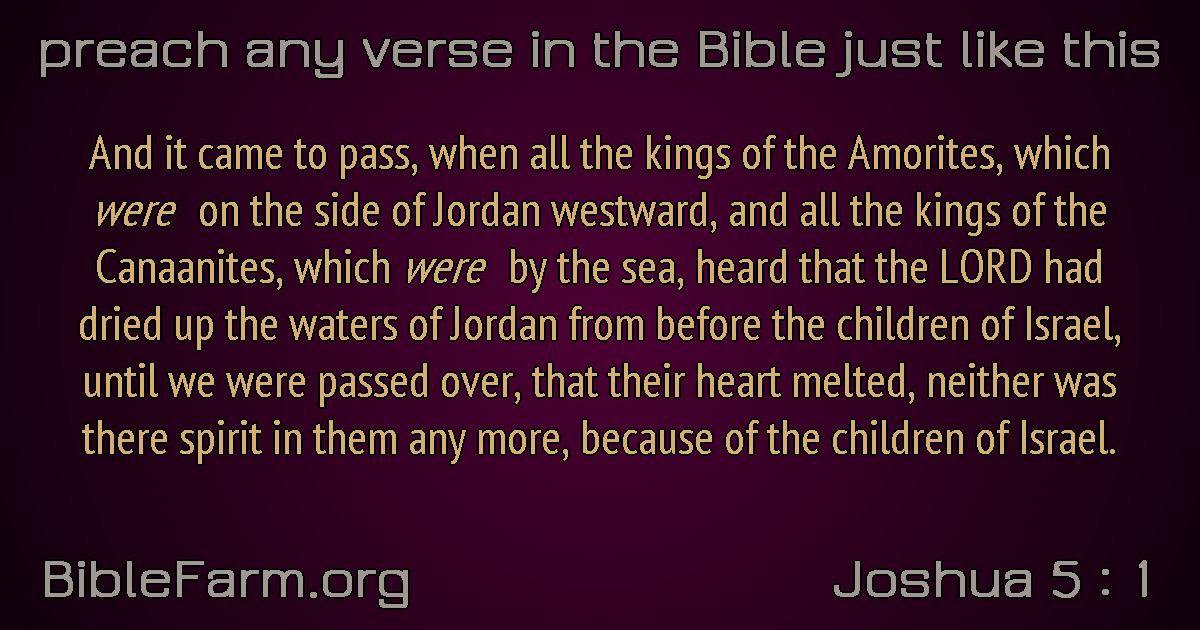 preach any verse in the Bible just like this
And it came to pass, when all the kings of the Amorites, which
were on the side of Jordan westward, and all the kings of the
Canaanites, which were by the sea, heard that the LORD had
dried up the waters of Jordan from before the children of Israel,
until we were passed over, that their heart melted, neither was
there spirit in them any more, because of the children of Israel.
BibleFarm.org
Joshua 5 : 1